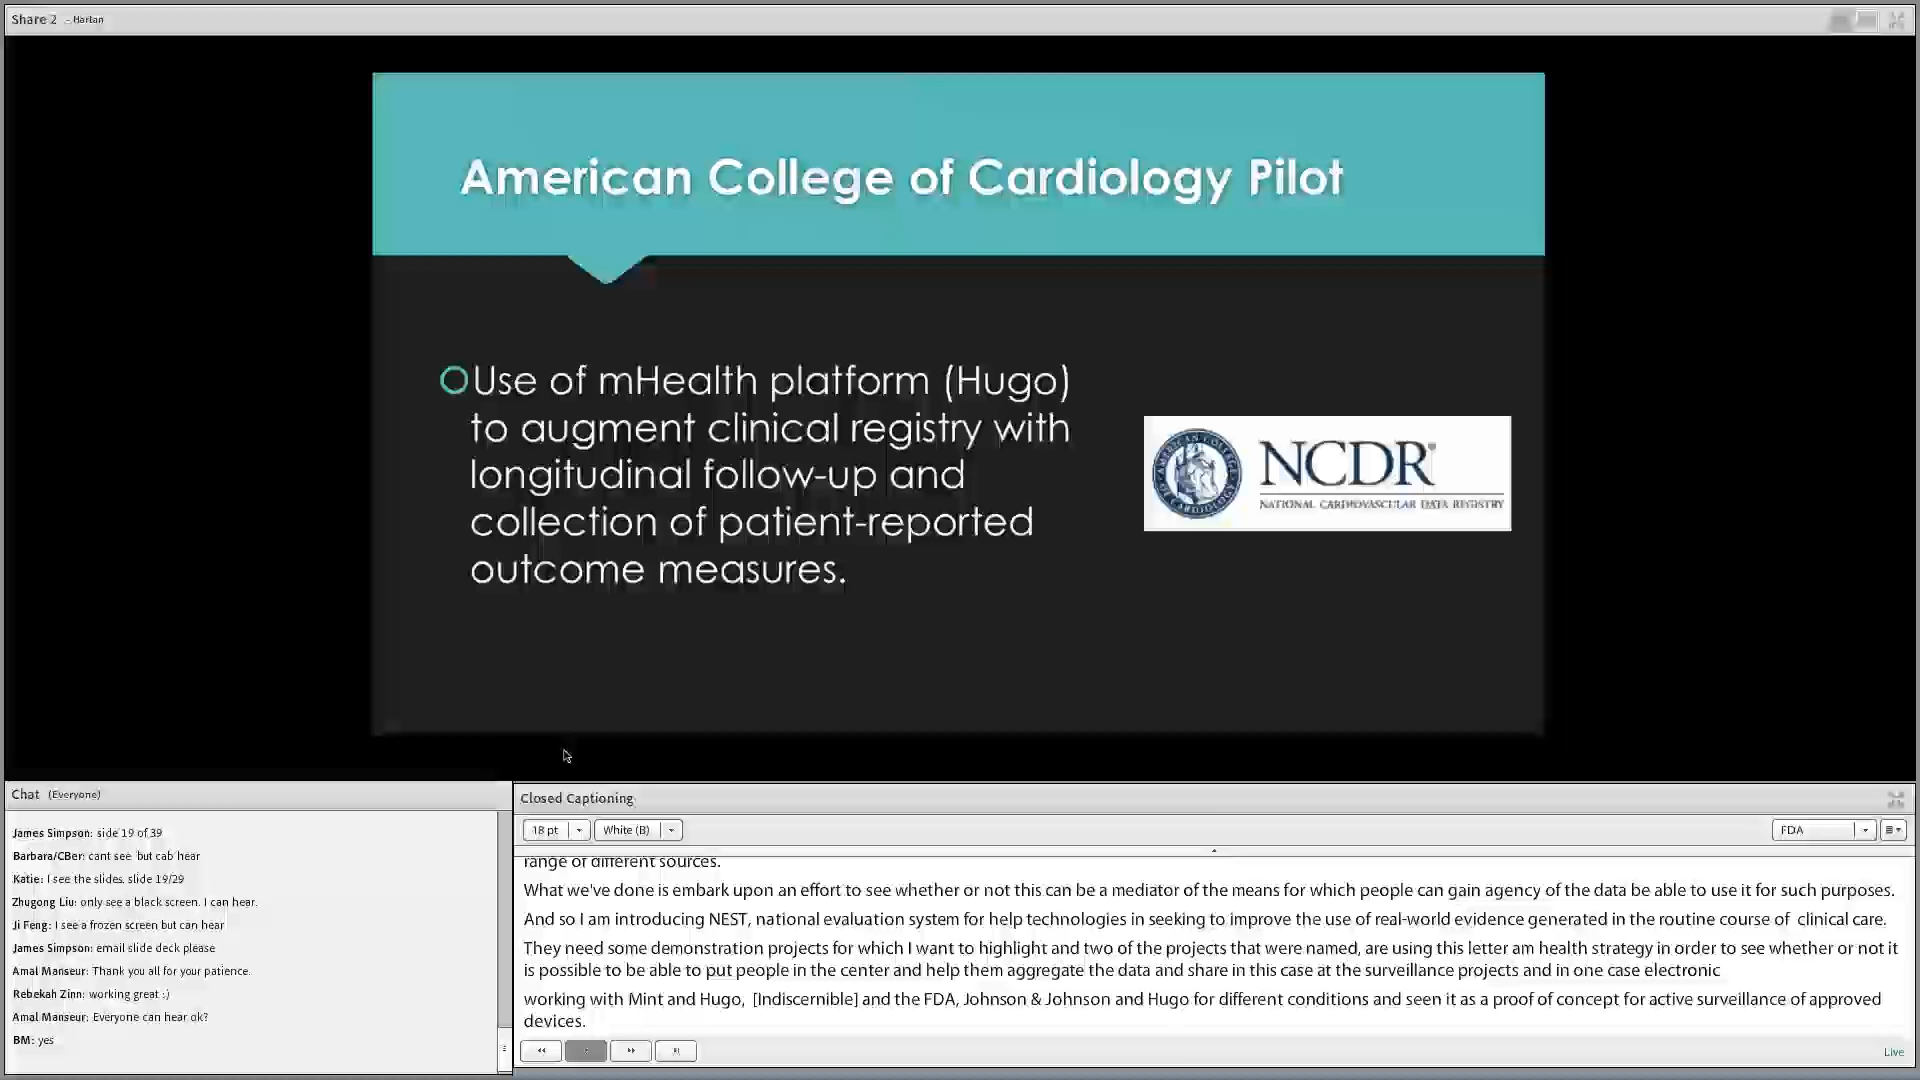 Share 2 - Harlan
American College of Cardiology Pilot
Use of mHealth platform (Hugo)
to augment clinical registry with
longitudinal follow-up and
collection of patient-reported
outcome measures.
AMERICAN COLLEGE OF CARDIOLOGY
NCDR®
NATIONAL CARDIOVASCULAR DATA REGISTRY
Chat (Everyone)
James Simpson: side 19 of 39
Barbara/CBer: cant see but cab hear
Katie: I see the slides. slide 19/29
Zhugong Liu: only see a black screen. I can hear.
Ji Feng: I see a frozen screen but can hear
James Simpson: email slide deck please
Amal Manseur: Thank you all for your patience.
Rebekah Zinn: working great :)
Amal Manseur: Everyone can hear ok?
BM: yes
Closed Captioning
18 pt White (B) FDA
range of different sources.
What we've done is embark upon an effort to see whether or not this can be a mediator of the means for which people can gain agency of the data be able to use it for such purposes.
And so I am introducing NEST, national evaluation system for help technologies in seeking to improve the use of real-world evidence generated in the routine course of clinical care.
They need some demonstration projects for which I want to highlight and two of the projects that were named, are using this letter am health strategy in order to see whether or not it
is possible to be able to put people in the center and help them aggregate the data and share in this case at the surveillance projects and in one case electronic
working with Mint and Hugo, [Indiscernible] and the FDA, Johnson & Johnson and Hugo for different conditions and seen it as a proof of concept for active surveillance of approved
devices.
Live